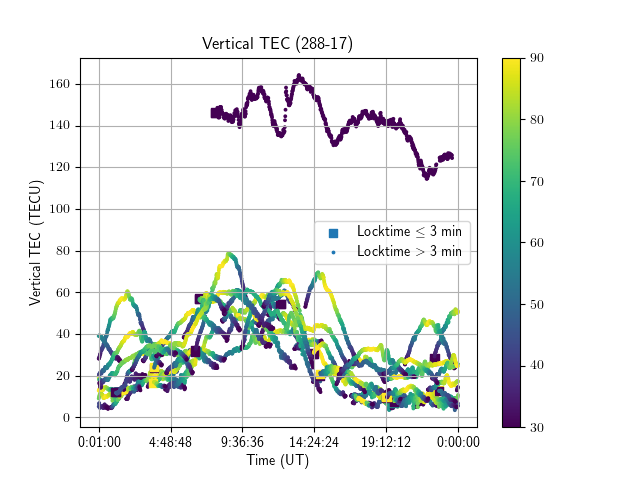 Vertical TEC (288-17)
Vertical TEC (TECU)
160
140
120
100
80
60
40
20
0
Locktime ≤ 3 min
Locktime > 3 min
0:01:00 4:48:48 9:36:36 14:24:24 19:12:12 0:00:00
Time (UT)
90
80
70
60
50
40
30